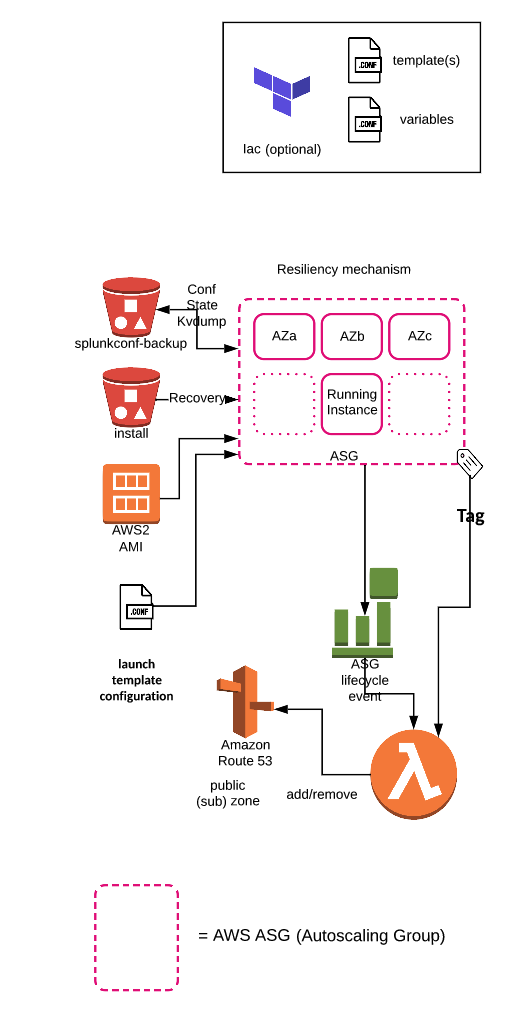 .CONF
template(s)
.CONF
variables
Iac (optional)
Resiliency mechanism
Conf
State
Kvdump
splunkconf-backup
AZa
AZb
AZc
Recovery
install
Running
Instance
ASG
Tag
AWS2
AMI
.CONF
launch
template
configuration
ASG
lifecycle
event
Amazon
Route 53
public
(sub) zone
add/remove
λ
= AWS ASG (Autoscaling Group)